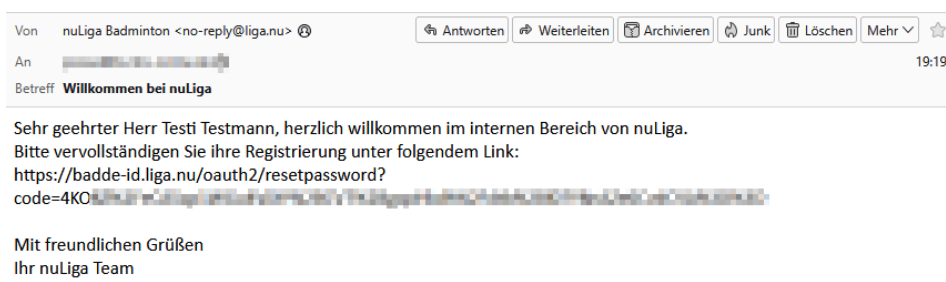 Von nuLiga Badminton <no-reply@liga.nu> Antworten Weiterleiten Archivieren Junk Löschen Mehr
An 19:19
Betreff Willkommen bei nuLiga
Sehr geehrter Herr Testi Testmann, herzlich willkommen im internen Bereich von nuLiga.
Bitte vervollständigen Sie ihre Registrierung unter folgendem Link:
https://badde-id.liga.nu/oauth2/resetpassword?
code=4KO
Mit freundlichen Grüßen
Ihr nuLiga Team